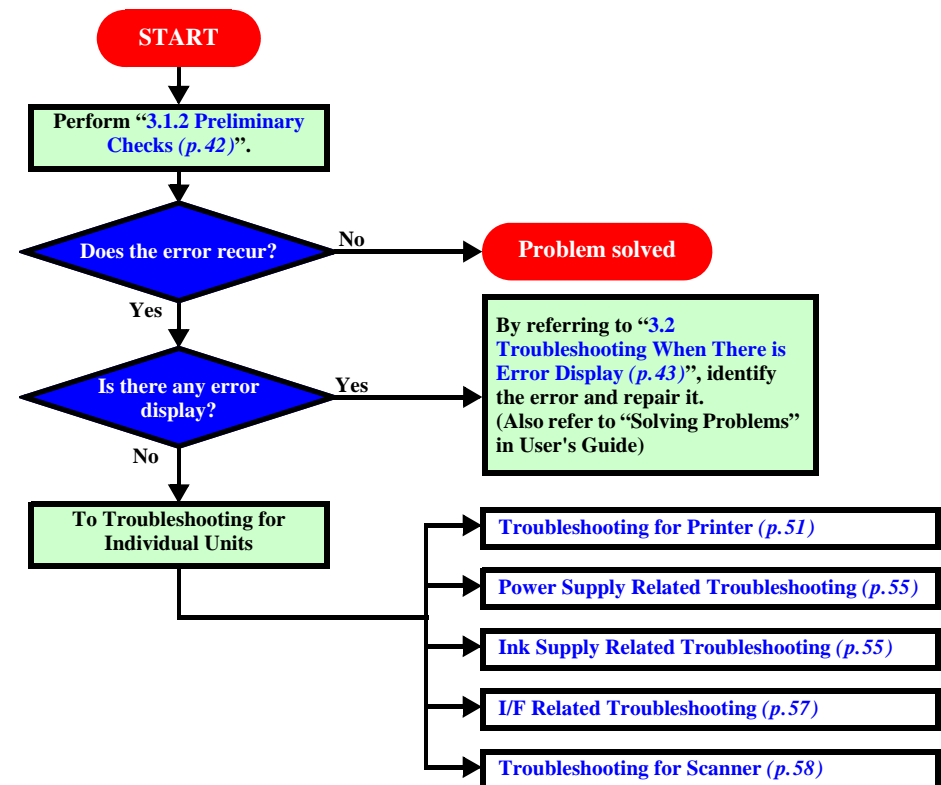 START
Perform “3.1.2 Preliminary
Checks (p.42)”.
Does the error recur?
No
Problem solved
Yes
Is there any error
display?
Yes
By referring to “3.2
Troubleshooting When There is
Error Display (p.43)”, identify
the error and repair it.
(Also refer to “Solving Problems”
in User's Guide)
No
To Troubleshooting for
Individual Units
Troubleshooting for Printer (p.51)
Power Supply Related Troubleshooting (p.55)
Ink Supply Related Troubleshooting (p.55)
I/F Related Troubleshooting (p.57)
Troubleshooting for Scanner (p.58)